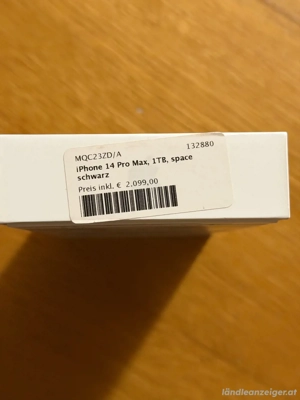 MQC23ZD/A 132880
iPhone 14 Pro Max, 1TB, space
schwarz
Preis inkl. € 2,099,00
ländleanzeiger.at